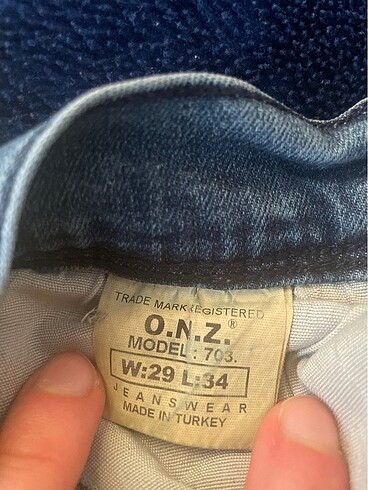 TRADE MARK REGISTERED
O.N.Z.®
MODEL: 703.
W:29 L:34
JEANSWEAR
MADE IN TURKEY